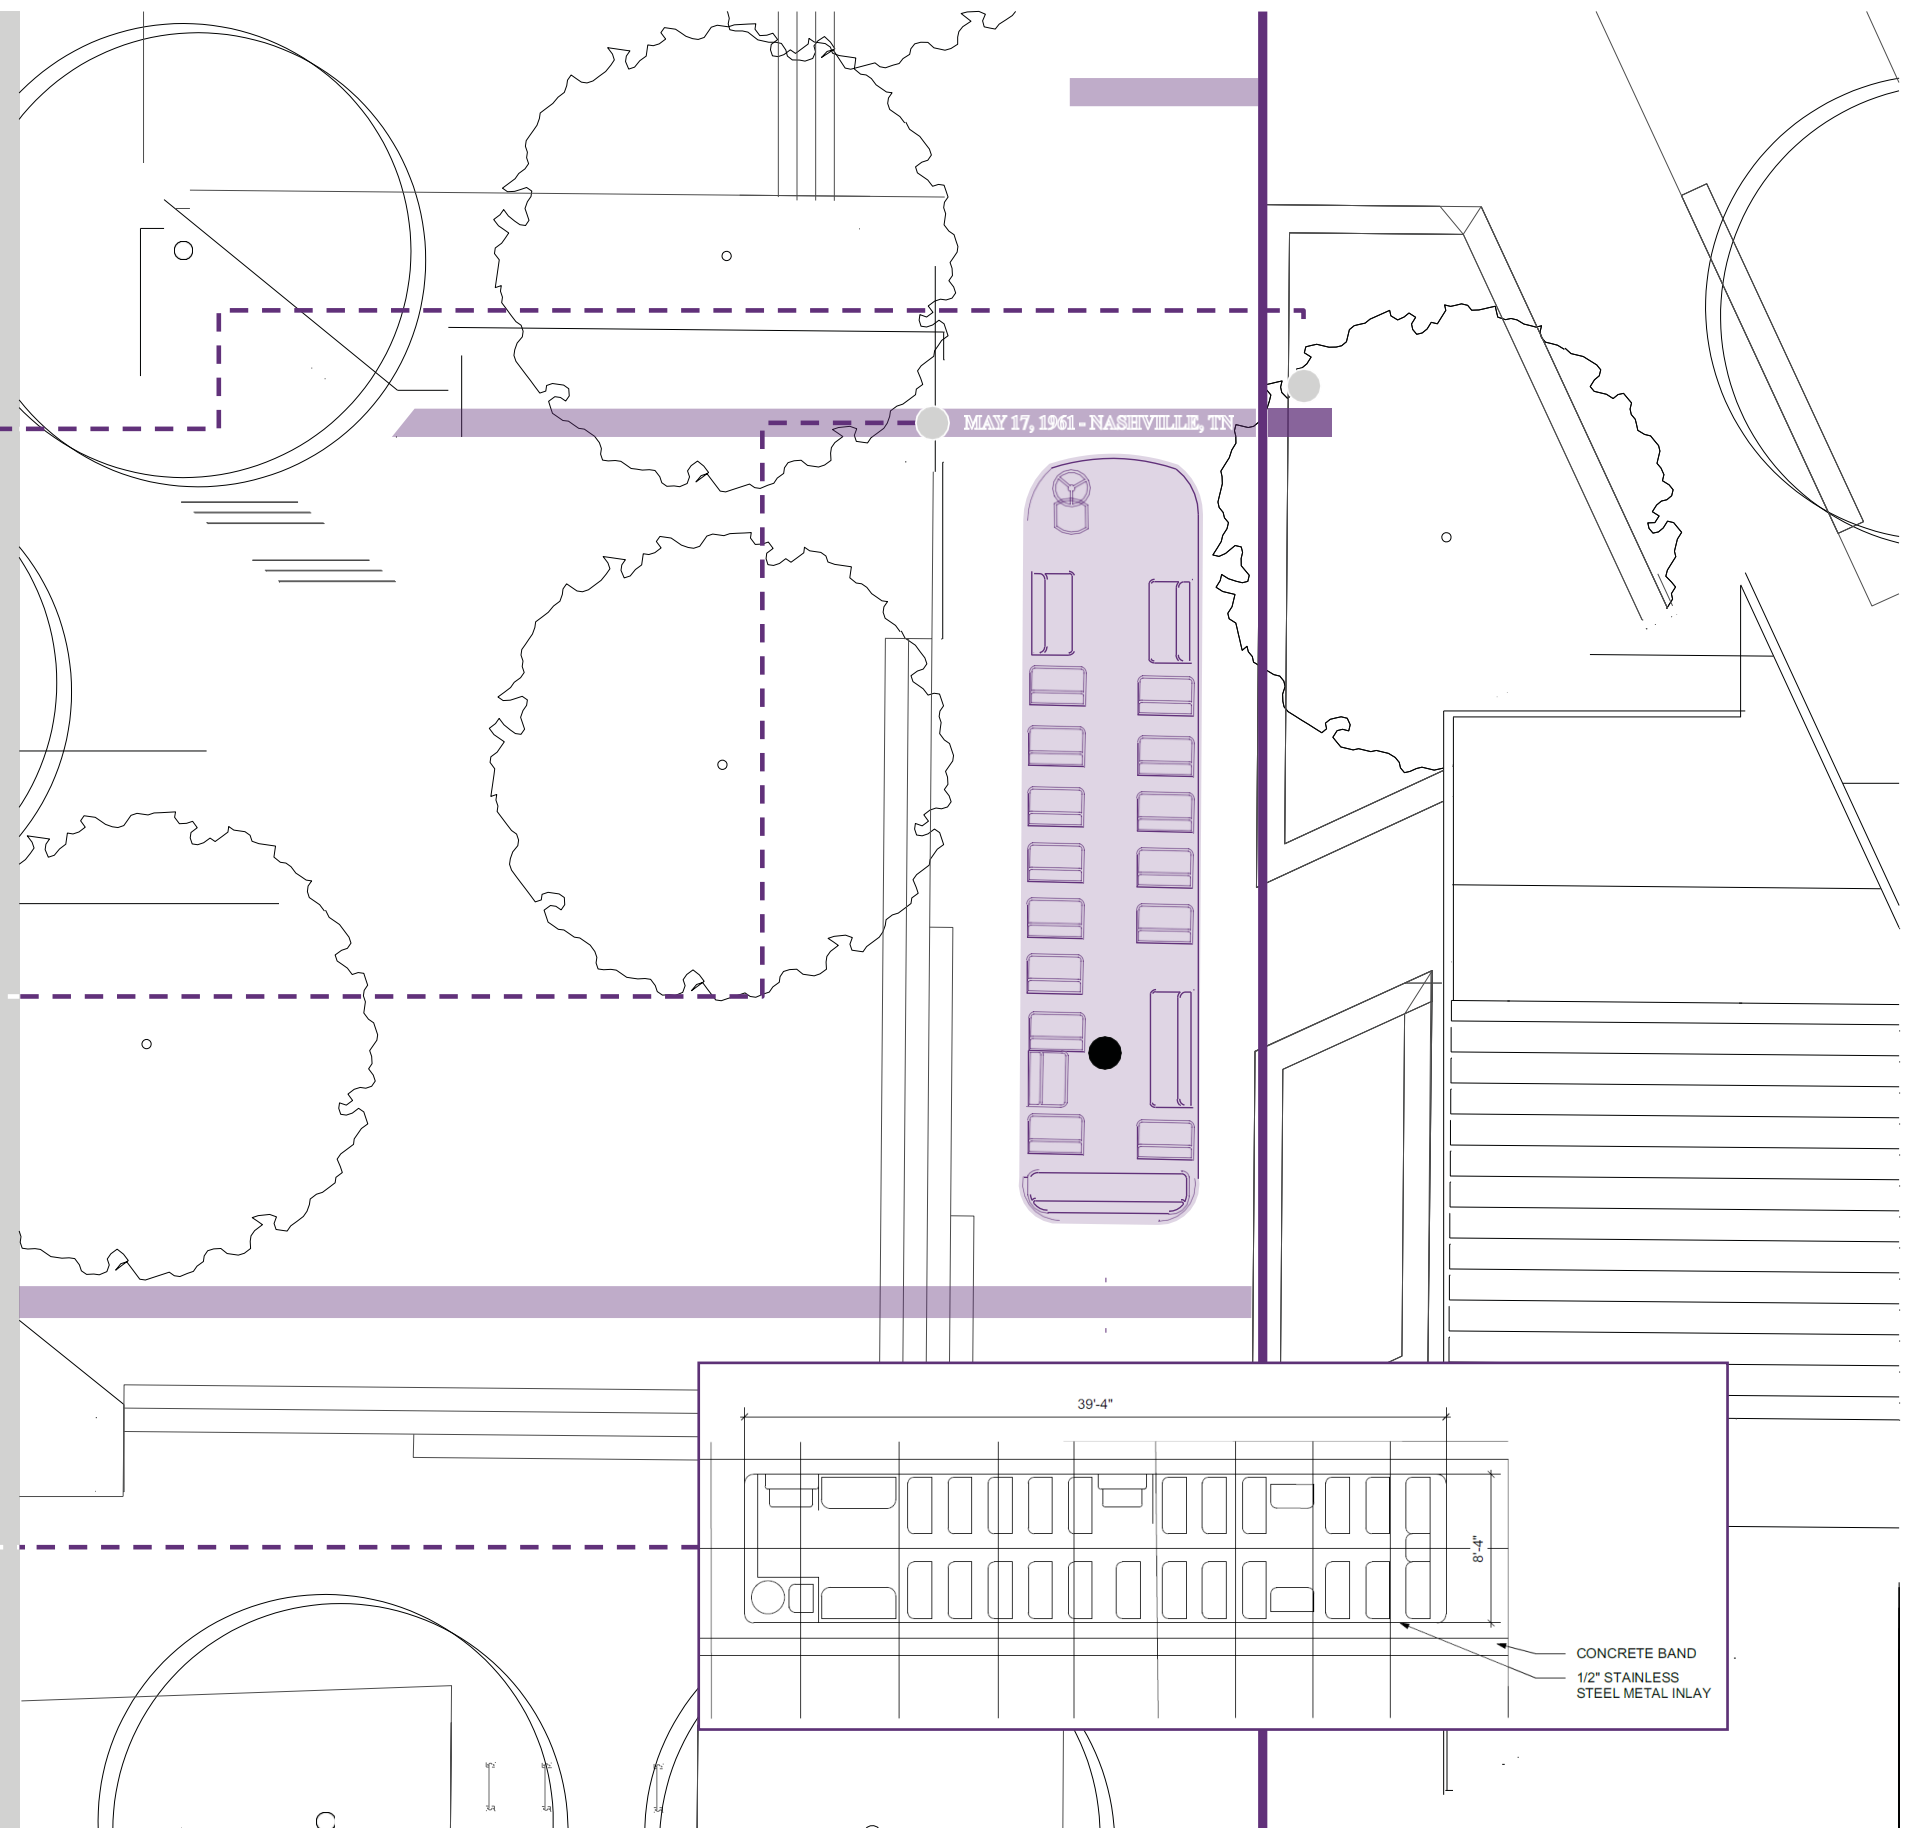 MAY 17, 1961 - NASHVILLE, TN
39'-4"
8'-4"
CONCRETE BAND
1/2" STAINLESS
STEEL METAL INLAY